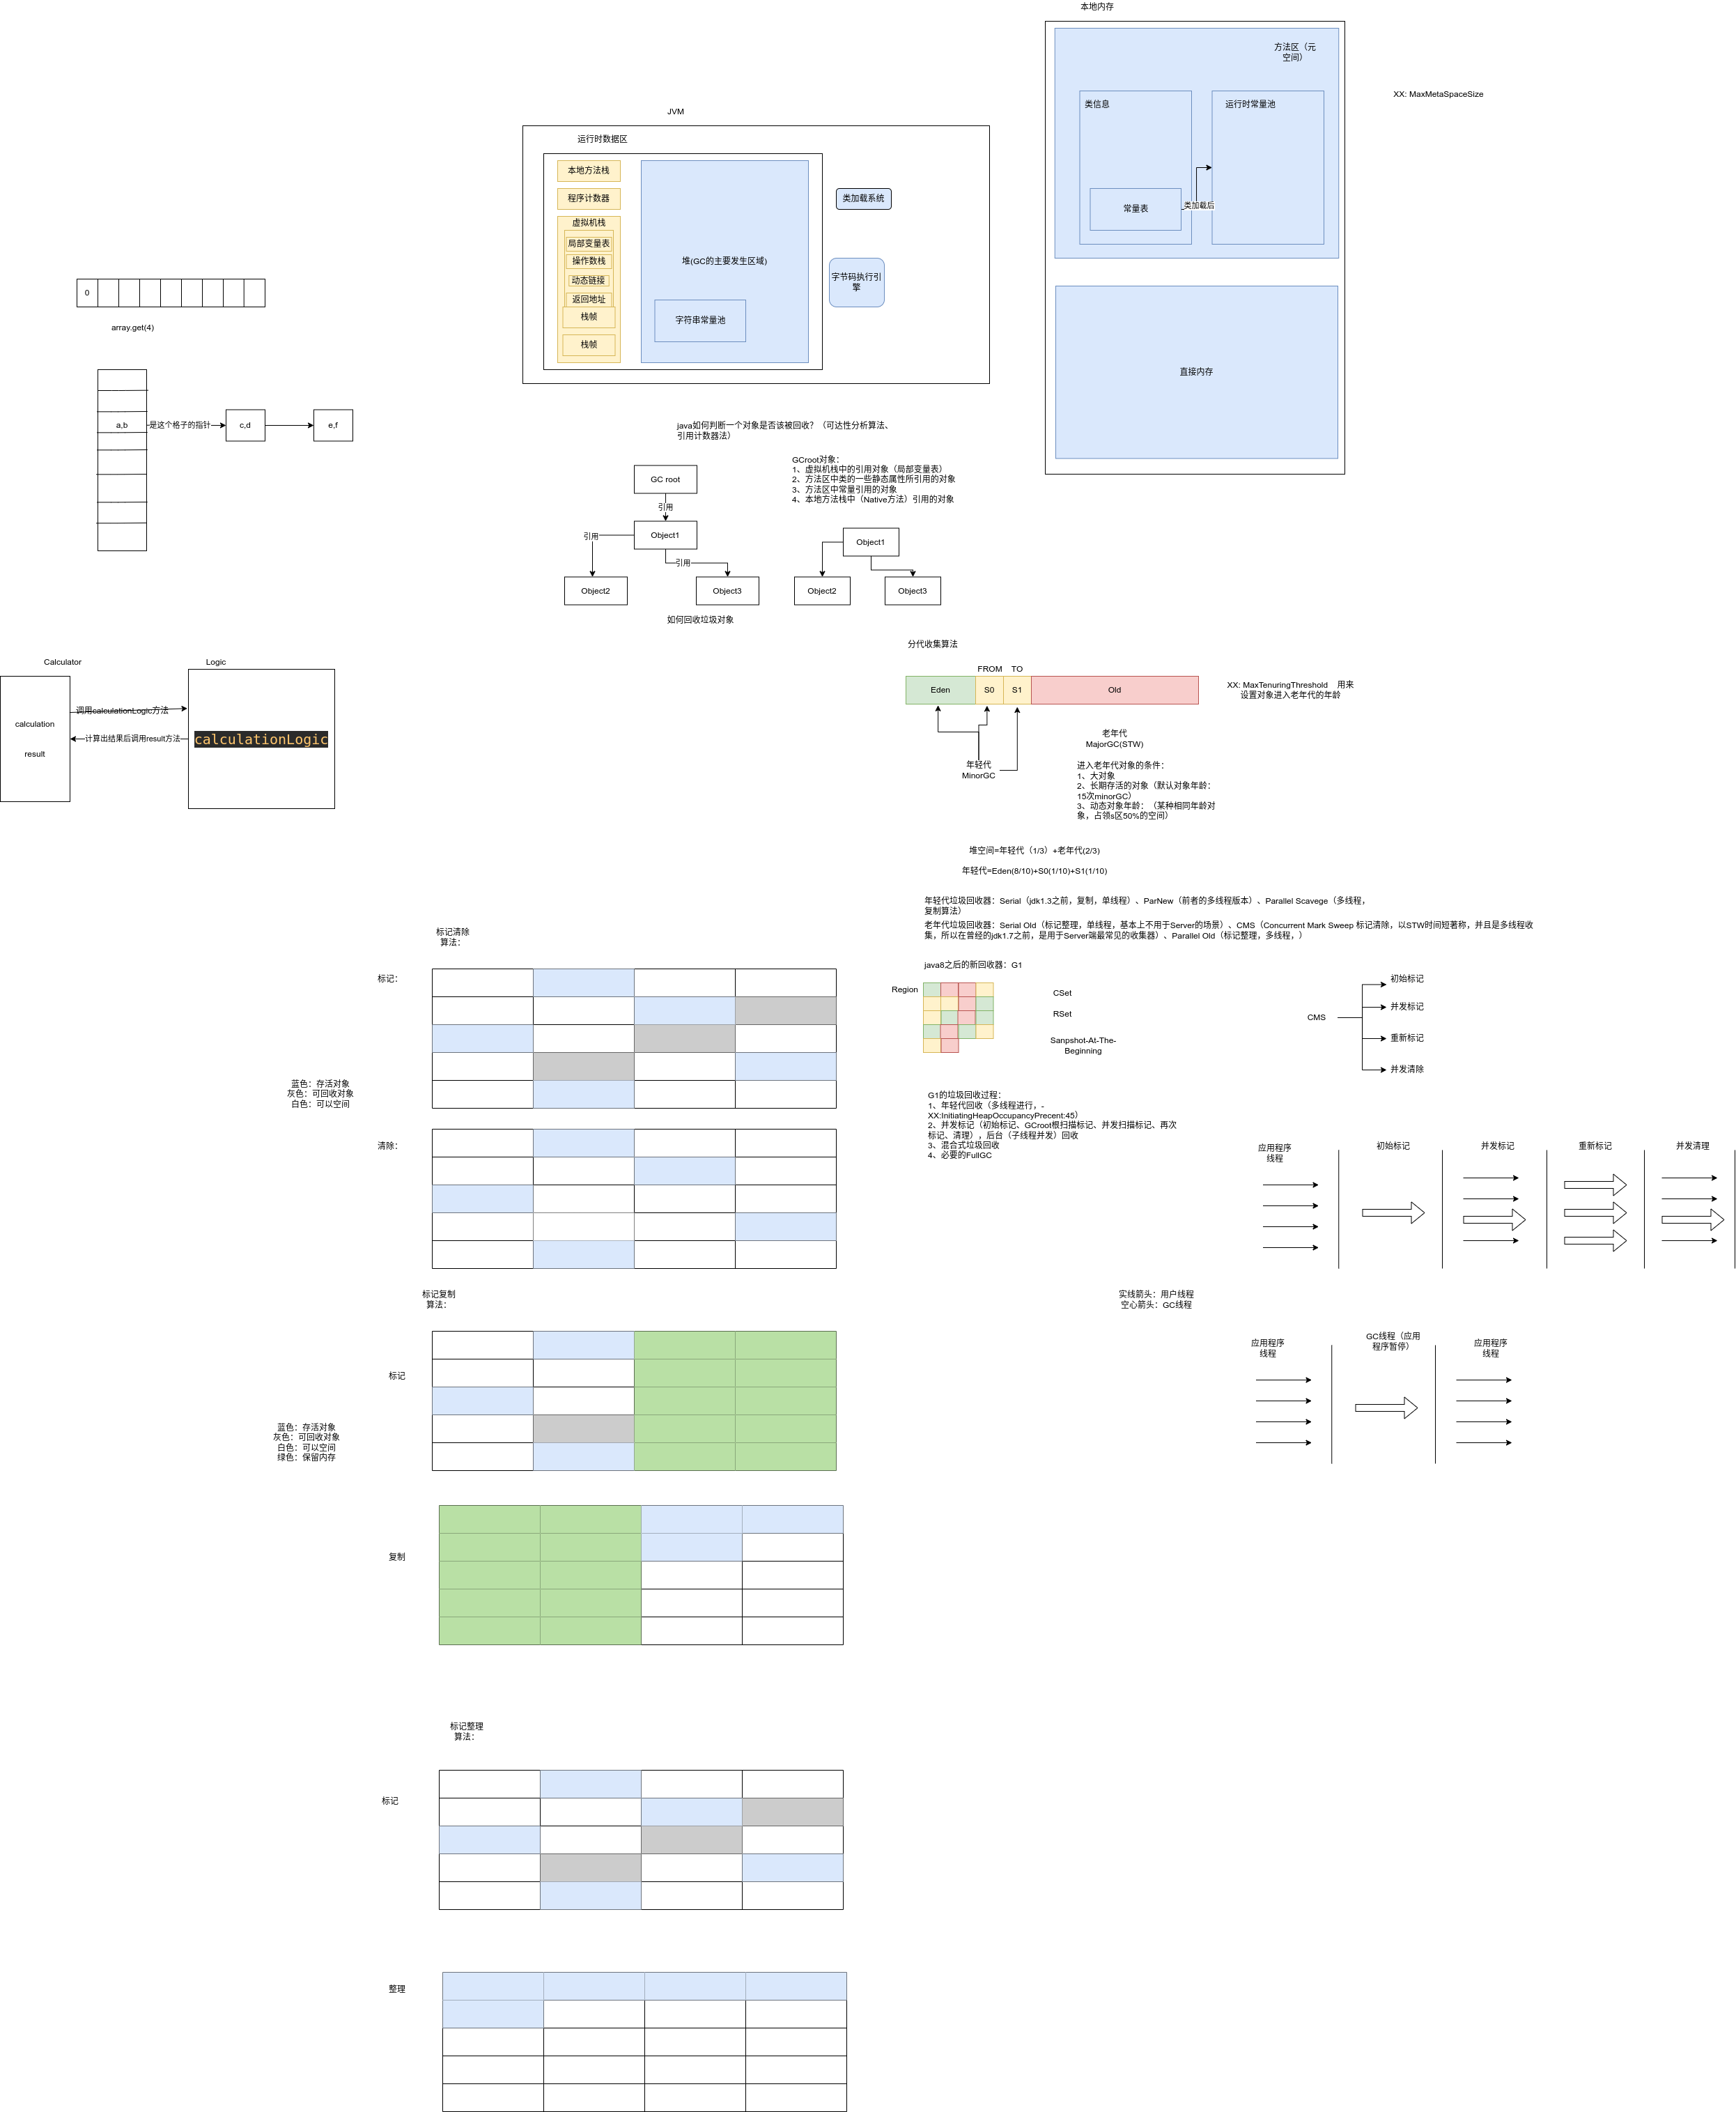 本地内存
方法区（元
空间）
类信息
运行时常量池
常量表
类加载后
直接内存
XX: MaxMetaSpaceSize
JVM
运行时数据区
本地方法栈
程序计数器
虚拟机栈
局部变量表
操作数栈
动态链接
返回地址
栈帧
栈帧
堆(GC的主要发生区域)
字符串常量池
类加载系统
字节码执行引
擎
0
array.get(4)
a,b
是这个格子的指针
c,d
e,f
java如何判断一个对象是否该被回收？（可达性分析算法、
引用计数器法）
GC root
引用
Object1
引用
引用
Object2
Object3
GCroot对象：
1、虚拟机栈中的引用对象（局部变量表）
2、方法区中类的一些静态属性所引用的对象
3、方法区中常量引用的对象
4、本地方法栈中（Native方法）引用的对象
Object1
Object2
Object3
如何回收垃圾对象
Calculator
Logic
calculation
result
调用calculationLogic方法
计算出结果后调用result方法
calculationLogic
分代收集算法
FROM
TO
Eden
S0
S1
Old
XX: MaxTenuringThreshold 用来
设置对象进入老年代的年龄
年轻代
MinorGC
老年代
MajorGC(STW)
进入老年代对象的条件：
1、大对象
2、长期存活的对象（默认对象年龄：
15次minorGC）
3、动态对象年龄：（某种相同年龄对
象，占领s区50%的空间）
堆空间=年轻代（1/3）+老年代(2/3)
年轻代=Eden(8/10)+S0(1/10)+S1(1/10)
年轻代垃圾回收器：Serial（jdk1.3之前，复制，单线程）、ParNew（前者的多线程版本）、Parallel Scavege（多线程，
复制算法）
老年代垃圾回收器：Serial Old（标记整理，单线程，基本上不用于Server的场景）、CMS（Concurrent Mark Sweep 标记清除，以STW时间短著称，并且是多线程收
集，所以在曾经的jdk1.7之前，是用于Server端最常见的收集器）、Parallel Old（标记整理，多线程，）
java8之后的新回收器：G1
Region
CSet
RSet
Sanpshot-At-The-
Beginning
CMS
初始标记
并发标记
重新标记
并发清除
G1的垃圾回收过程：
1、年轻代回收（多线程进行，-
XX:InitiatingHeapOccupancyPrecent:45）
2、并发标记（初始标记、GCroot根扫描标记、并发扫描标记、再次
标记、清理），后台（子线程并发）回收
3、混合式垃圾回收
4、必要的FullGC
应用程序
线程
初始标记
并发标记
重新标记
并发清理
实线箭头：用户线程
空心箭头：GC线程
应用程序
线程
GC线程（应用
程序暂停）
应用程序
线程
标记清除
算法：
标记：
蓝色：存活对象
灰色：可回收对象
白色：可以空间
清除：
标记复制
算法：
标记
蓝色：存活对象
灰色：可回收对象
白色：可以空间
绿色：保留内存
复制
标记整理
算法：
标记
整理